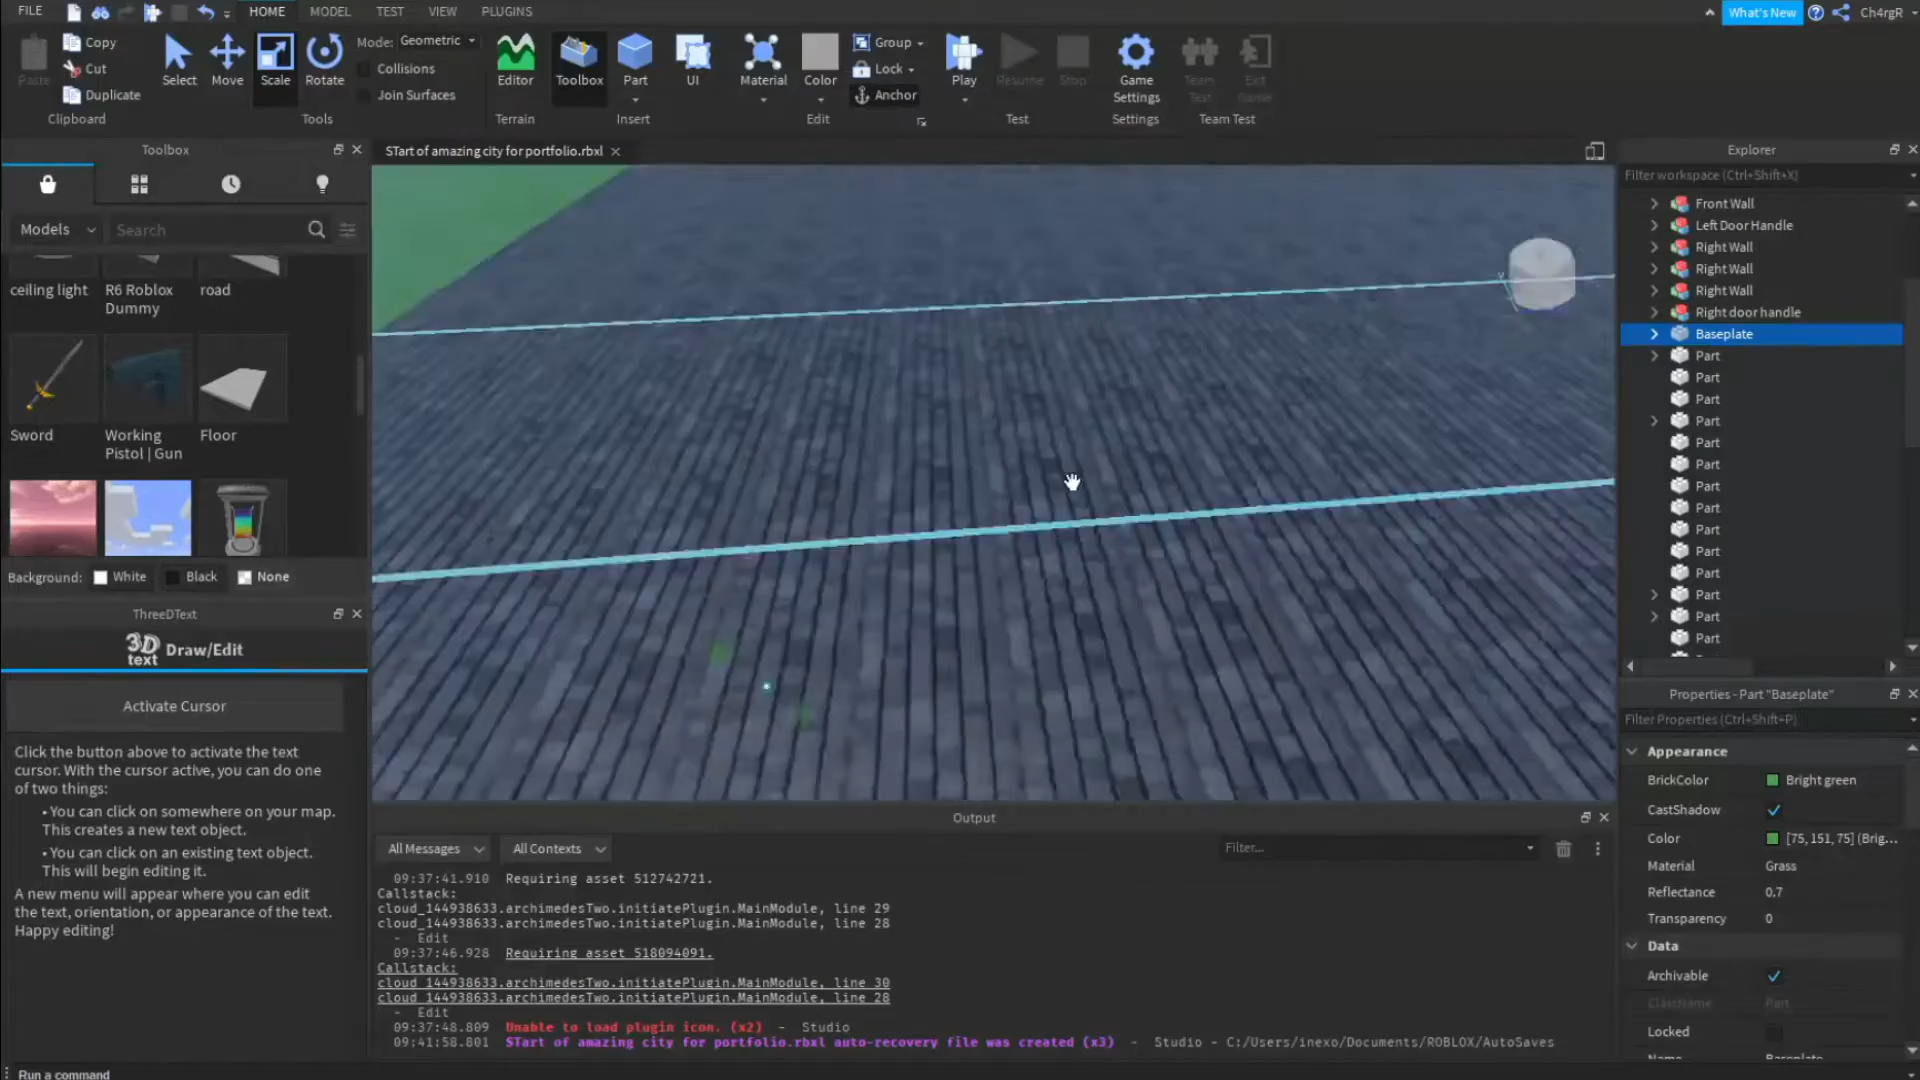 FILE
HOME
MODEL
TEST
VIEW
PLUGINS
What's New
Ch4rgR
Paste
Copy
Cut
Duplicate
Clipboard
Select
Move
Scale
Rotate
Mode: Geometric
Collisions
Join Surfaces
Tools
Editor
Terrain
Toolbox
Part
UI
Insert
Material
Color
Group
Lock
Anchor
Edit
Play
Resume
Stop
Test
Game
Settings
Settings
Team
Test
Exit
Game
Team Test
Toolbox
Models
Search
ceiling light
R6 Roblox
Dummy
road
Sword
Working
Pistol | Gun
Floor
Background:
White
Black
None
ThreeDText
3D
text
Draw/Edit
Activate Cursor
Click the button above to activate the text
cursor. With the cursor active, you can do one
of two things:
• You can click on somewhere on your map.
This creates a new text object.
• You can click on an existing text object.
This will begin editing it.
A new menu will appear where you can edit
the text, orientation, or appearance of the text.
Happy editing!
STart of amazing city for portfolio.rbxl
Output
All Messages
All Contexts
Filter...
09:37:41.910 Requiring asset 512742721.
Callstack:
cloud_144938633.archimedesTwo.initiatePlugin.MainModule, line 29
cloud_144938633.archimedesTwo.initiatePlugin.MainModule, line 28
- Edit
09:37:46.928 Requiring asset 518094091.
Callstack:
cloud_144938633.archimedesTwo.initiatePlugin.MainModule, line 30
cloud_144938633.archimedesTwo.initiatePlugin.MainModule, line 28
- Edit
09:37:48.809 Unable to load plugin icon. (x2) - Studio
09:41:58.801 STart of amazing city for portfolio.rbxl auto-recovery file was created (x3) - Studio - C:/Users/inexo/Documents/ROBLOX/AutoSaves
Explorer
Filter workspace (Ctrl+Shift+X)
Front Wall
Left Door Handle
Right Wall
Right Wall
Right Wall
Right door handle
Baseplate
Part
Part
Part
Part
Part
Part
Part
Part
Part
Part
Part
Part
Part
Part
Properties - Part "Baseplate"
Filter Properties (Ctrl+Shift+P)
Appearance
BrickColor Bright green
CastShadow
Color [75, 151, 75] (Brig...
Material Grass
Reflectance 0.7
Transparency 0
Data
Archivable
ClassName Part
Locked
Name Baseplate
Run a command